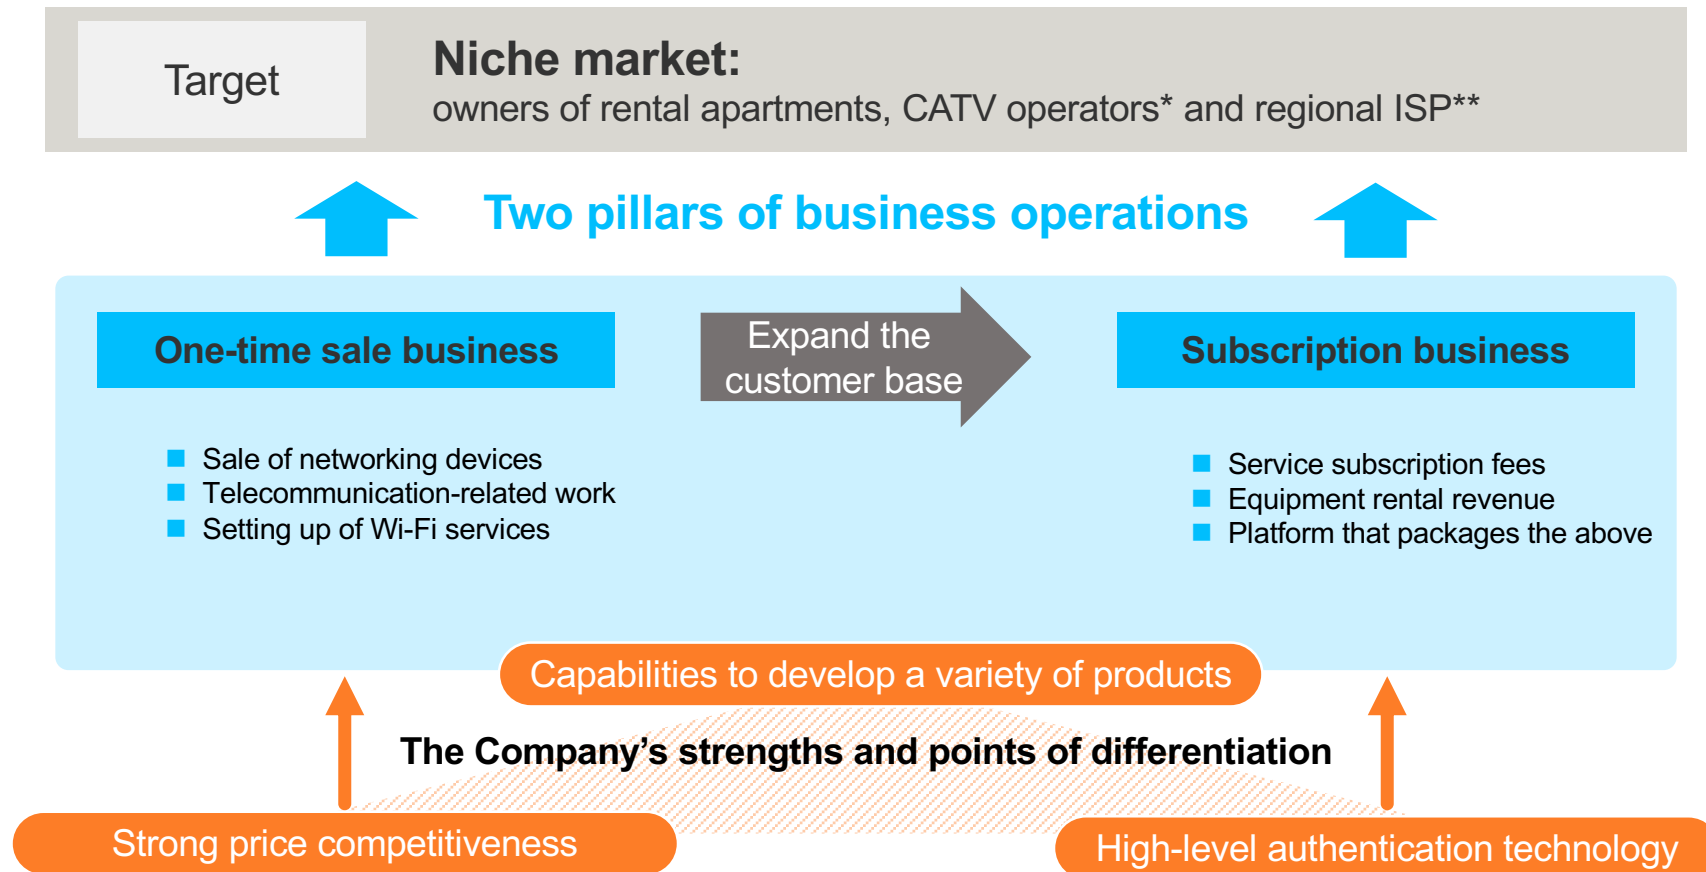 Target
Niche market:
owners of rental apartments, CATV operators* and regional ISP**
Two pillars of business operations
One-time sale business
Expand the
customer base
Subscription business
Sale of networking devices
Telecommunication-related work
Setting up of Wi-Fi services
Service subscription fees
Equipment rental revenue
Platform that packages the above
Capabilities to develop a variety of products
The Company’s strengths and points of differentiation
Strong price competitiveness
High-level authentication technology